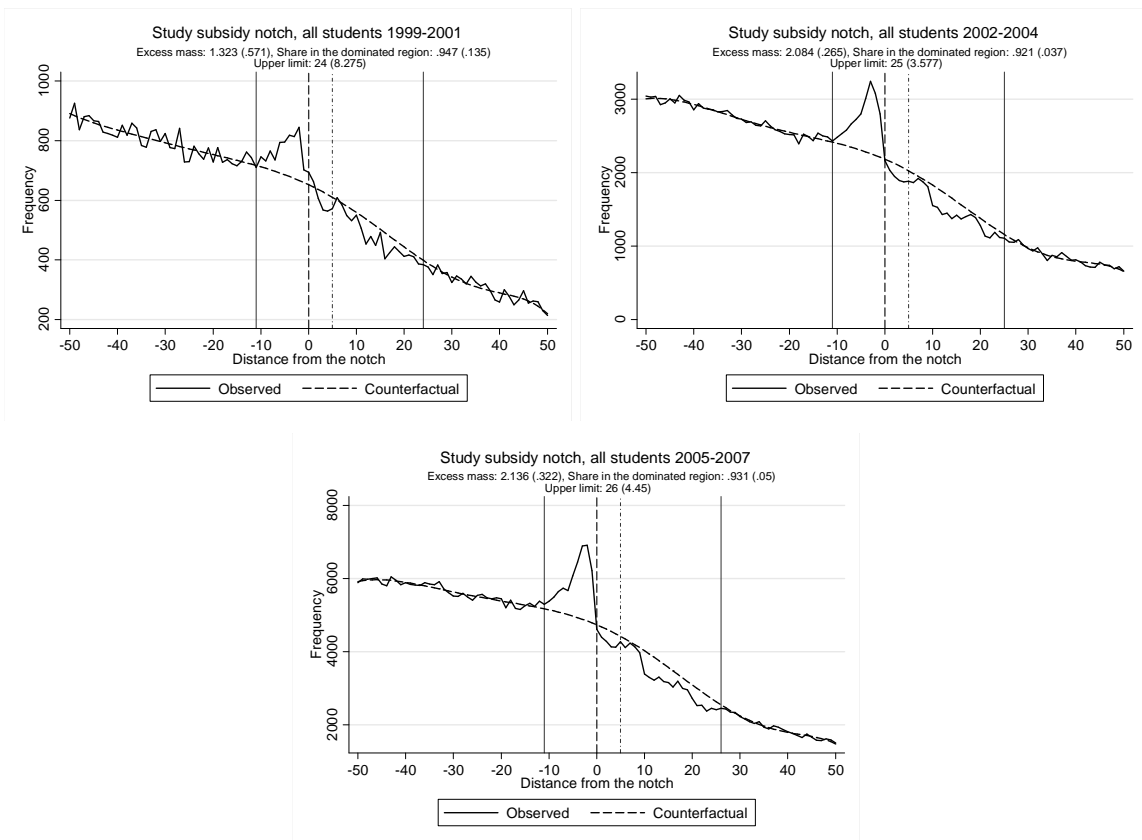 Study subsidy notch, all students 1999-2001
Excess mass: 1.323 (.571), Share in the dominated region: .947 (.135)
Upper limit: 24 (8.275)
Frequency
1000
800
600
400
200
-50 -40 -30 -20 -10 0 10 20 30 40 50
Distance from the notch
Observed Counterfactual
Study subsidy notch, all students 2002-2004
Excess mass: 2.084 (.265), Share in the dominated region: .921 (.037)
Upper limit: 25 (3.577)
Frequency
3000
2000
1000
0
-50 -40 -30 -20 -10 0 10 20 30 40 50
Distance from the notch
Observed Counterfactual
Study subsidy notch, all students 2005-2007
Excess mass: 2.136 (.322), Share in the dominated region: .931 (.05)
Upper limit: 26 (4.45)
Frequency
8000
6000
4000
2000
-50 -40 -30 -20 -10 0 10 20 30 40 50
Distance from the notch
Observed Counterfactual